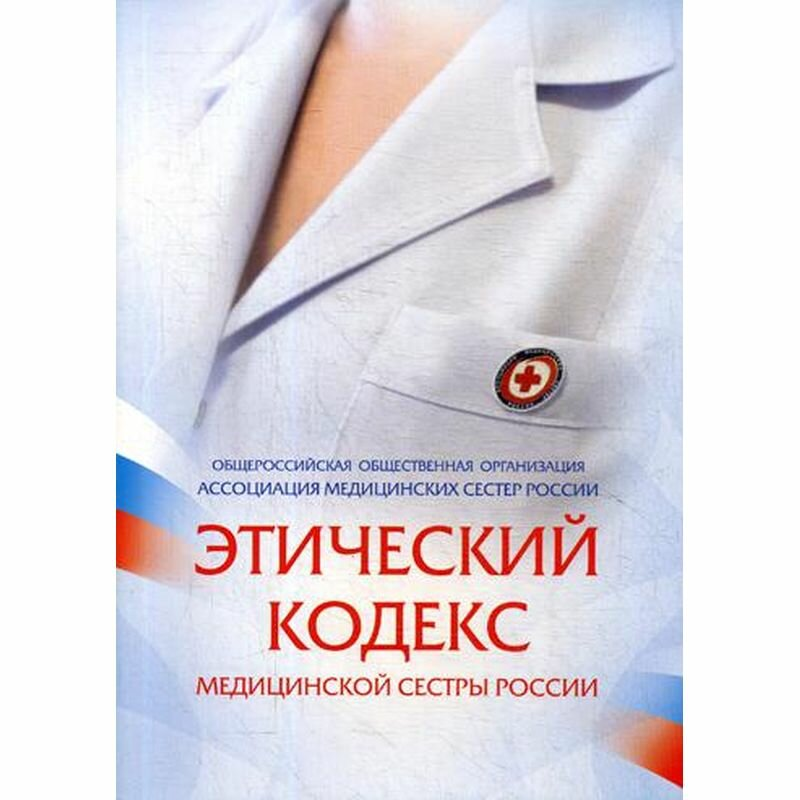 ОБЩЕРОССИЙСКАЯ ОБЩЕСТВЕННАЯ ОРГАНИЗАЦИЯ
АССОЦИАЦИЯ МЕДИЦИНСКИХ СЕСТЕР РОССИИ
ЭТИЧЕСКИЙ
КОДЕКС
МЕДИЦИНСКОЙ СЕСТРЫ РОССИИ